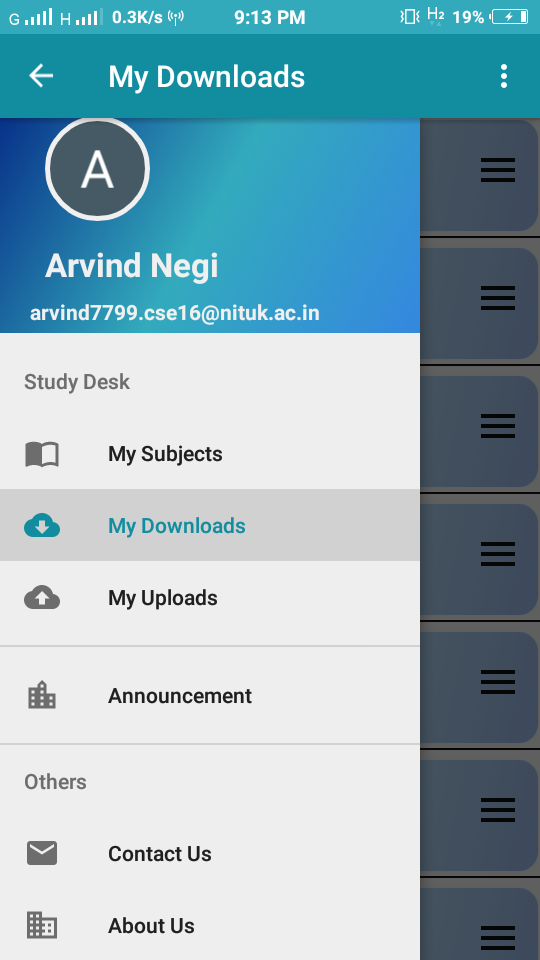 G H 0.3K/s 9:13 PM H2 19%
My Downloads
A
Arvind Negi
arvind7799.cse16@nituk.ac.in
Study Desk
My Subjects
My Downloads
My Uploads
Announcement
Others
Contact Us
About Us